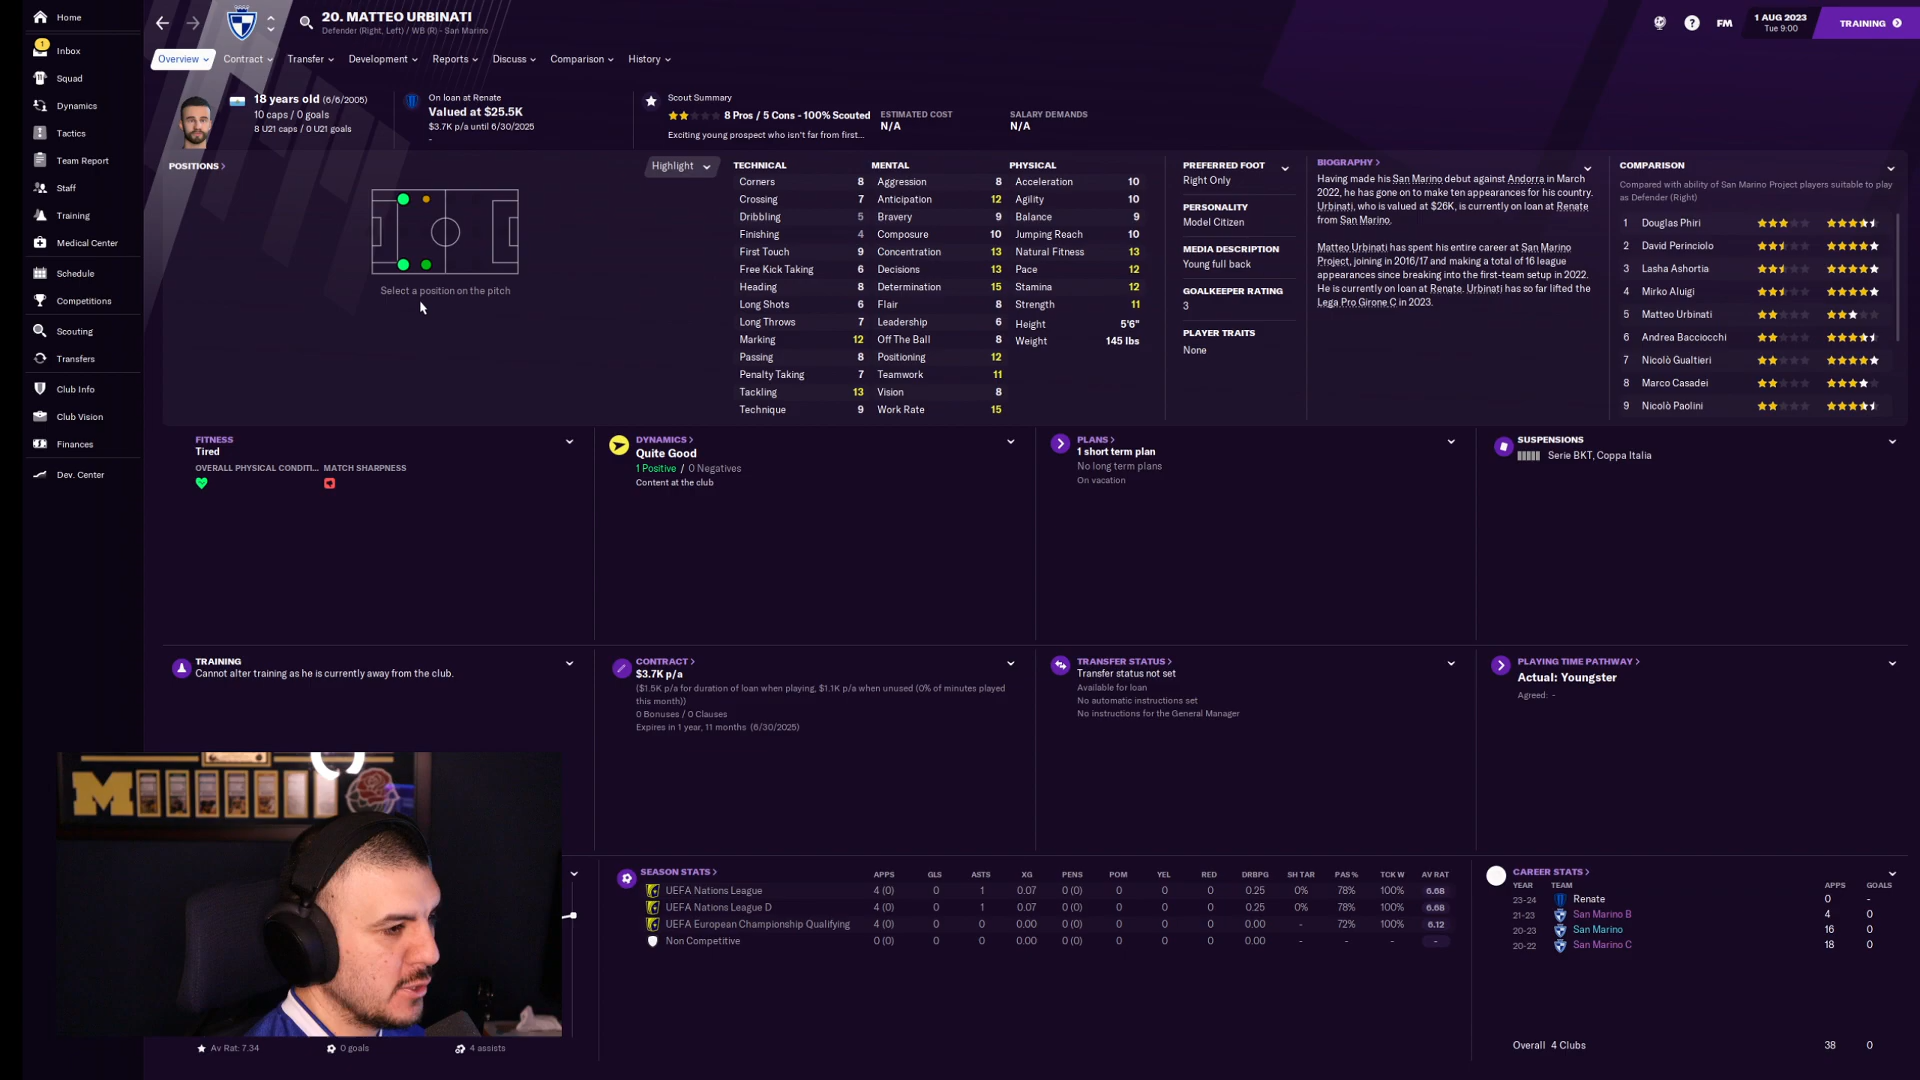 Home
Inbox
1
Squad
Dynamics
Tactics
Team Report
Staff
Training
Medical Center
Schedule
Competitions
Scouting
Transfers
Club Info
Club Vision
Finances
Dev. Center
20. MATTEO URBINATI
Defender (Right, Left) / WB (R) - San Marino
FM
1 AUG 2023
Tue 9:00
TRAINING
Overview
Contract
Transfer
Development
Reports
Discuss
Comparison
History
18 years old (6/6/2005)
10 caps / 0 goals
8 U21 caps / 0 U21 goals
On loan at Renate
Valued at $25.5K
$3.7K p/a until 6/30/2025
-
Scout Summary
8 Pros / 5 Cons - 100% Scouted
Exciting young prospect who isn't far from first...
ESTIMATED COST
N/A
SALARY DEMANDS
N/A
POSITIONS
Select a position on the pitch
Highlight
TECHNICAL
Corners 8
Crossing 7
Dribbling 5
Finishing 4
First Touch 9
Free Kick Taking 6
Heading 8
Long Shots 6
Long Throws 7
Marking 12
Passing 8
Penalty Taking 7
Tackling 13
Technique 9
MENTAL
Aggression 8
Anticipation 12
Bravery 9
Composure 10
Concentration 13
Decisions 13
Determination 15
Flair 8
Leadership 6
Off The Ball 8
Positioning 12
Teamwork 11
Vision 8
Work Rate 15
PHYSICAL
Acceleration 10
Agility 10
Balance 9
Jumping Reach 10
Natural Fitness 13
Pace 12
Stamina 12
Strength 11
Height 5'6"
Weight 145 lbs
PREFERRED FOOT
Right Only
PERSONALITY
Model Citizen
MEDIA DESCRIPTION
Young full back
GOALKEEPER RATING
3
PLAYER TRAITS
None
BIOGRAPHY
Having made his San Marino debut against Andorra in March
2022, he has gone on to make ten appearances for his country.
Urbinati, who is valued at $26K, is currently on loan at Renate
from San Marino.
Matteo Urbinati has spent his entire career at San Marino
Project, joining in 2016/17 and making a total of 16 league
appearances since breaking into the first-team setup in 2022.
He is currently on loan at Renate. Urbinati has so far lifted the
Lega Pro Girone C in 2023.
COMPARISON
Compared with ability of San Marino Project players suitable to play
as Defender (Right)
1 Douglas Phiri
2 David Perinciolo
3 Lasha Ashortia
4 Mirko Aluigi
5 Matteo Urbinati
6 Andrea Bacciocchi
7 Nicolò Gualtieri
8 Marco Casadei
9 Nicolò Paolini
FITNESS
Tired
OVERALL PHYSICAL CONDITI... MATCH SHARPNESS
DYNAMICS
Quite Good
1 Positive / 0 Negatives
Content at the club
PLANS
1 short term plan
No long term plans
On vacation
SUSPENSIONS
Serie BKT, Coppa Italia
TRAINING
Cannot alter training as he is currently away from the club.
CONTRACT
$3.7K p/a
($1.5K p/a for duration of loan when playing, $1.1K p/a when unused (0% of minutes played
this month))
0 Bonuses / 0 Clauses
Expires in 1 year, 11 months (6/30/2025)
TRANSFER STATUS
Transfer status not set
Available for loan
No automatic instructions set
No instructions for the General Manager
PLAYING TIME PATHWAY
Actual: Youngster
Agreed: -
M
Av Rat: 7.34
0 goals
4 assists
SEASON STATS APPS GLS ASTS XG PENS POM YEL RED DRBPG SH TAR PAS % TCK W AV RAT
UEFA Nations League 4 (0) 0 1 0.07 0 (0) 0 0 0 0.25 0% 78% 100% 6.68
UEFA Nations League D 4 (0) 0 1 0.07 0 (0) 0 0 0 0.25 0% 78% 100% 6.68
UEFA European Championship Qualifying 4 (0) 0 0 0.00 0 (0) 0 0 0 0.00 - 72% 100% 6.12
Non Competitive 0 (0) 0 0 0.00 0 (0) 0 0 0 0.00 - - - -
CAREER STATS
YEAR TEAM APPS GOALS
23-24 Renate 0 -
21-23 San Marino B 4 0
20-23 San Marino 16 0
20-22 San Marino C 18 0
Overall 4 Clubs 38 0